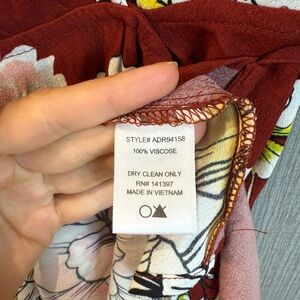 STYLE# ADR94158
100% VISCOSE
DRY CLEAN ONLY
RN# 141397
MADE IN VIETNAM